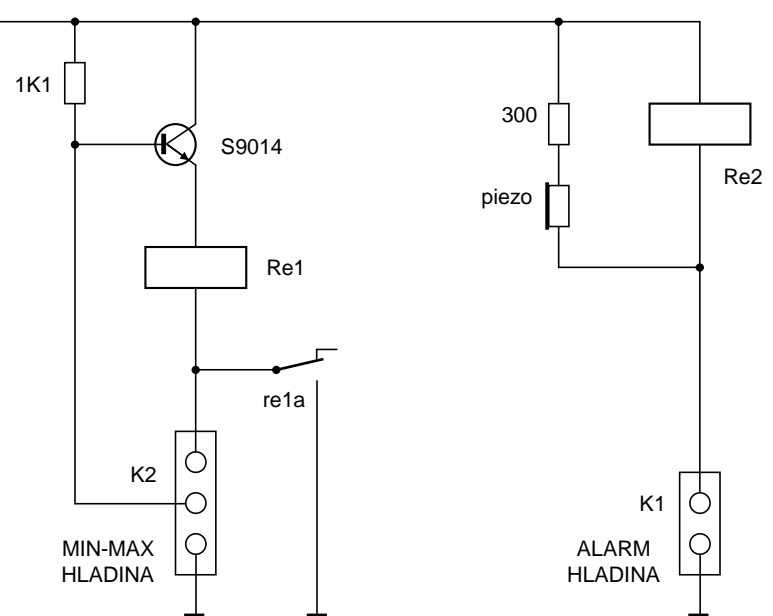 1K1
S9014
Re1
re1a
K2
MIN-MAX
HLADINA
300
piezo
Re2
K1
ALARM
HLADINA